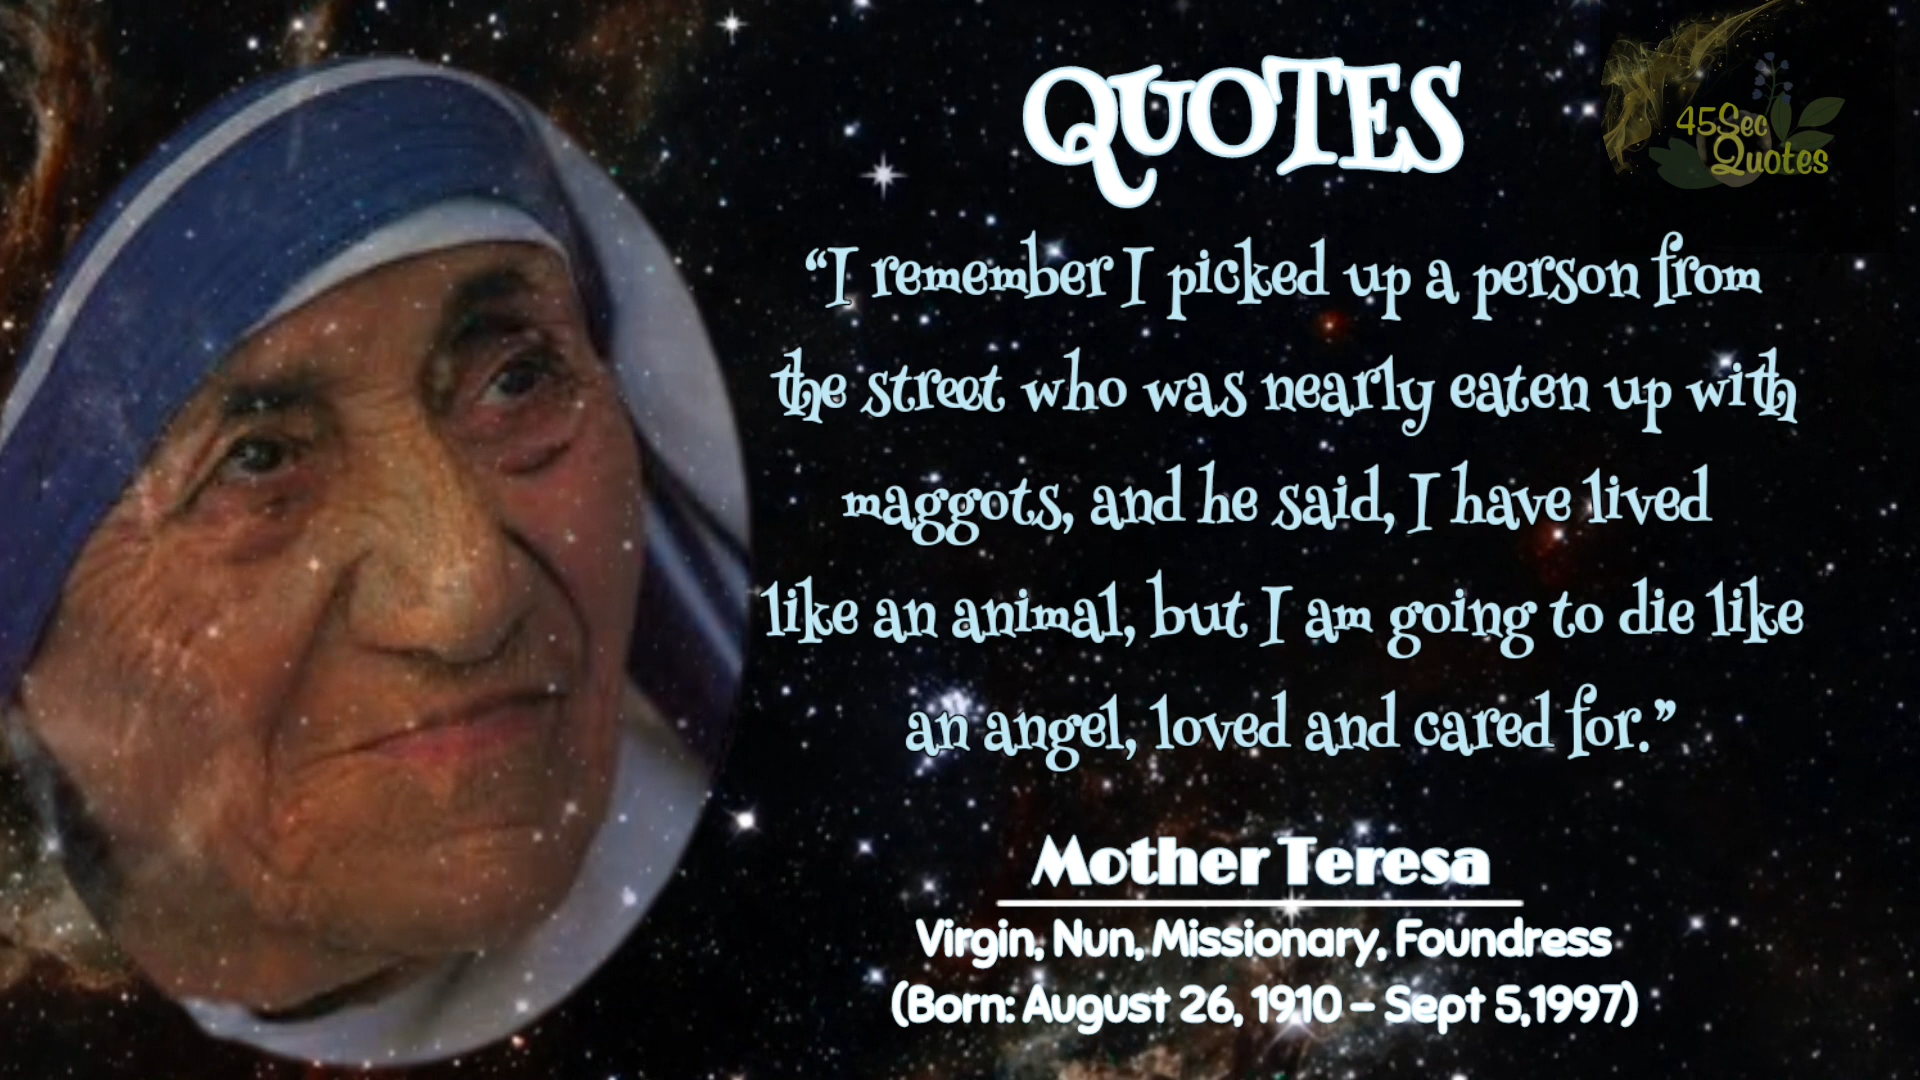 QUOTES
45Sec
Quotes
“I remember I picked up a person from
the street who was nearly eaten up with
maggots, and he said, I have lived
like an animal, but I am going to die like
an angel, loved and cared for.”
Mother Teresa
Virgin, Nun, Missionary, Foundress
(Born: August 26, 1910 - Sept 5,1997)